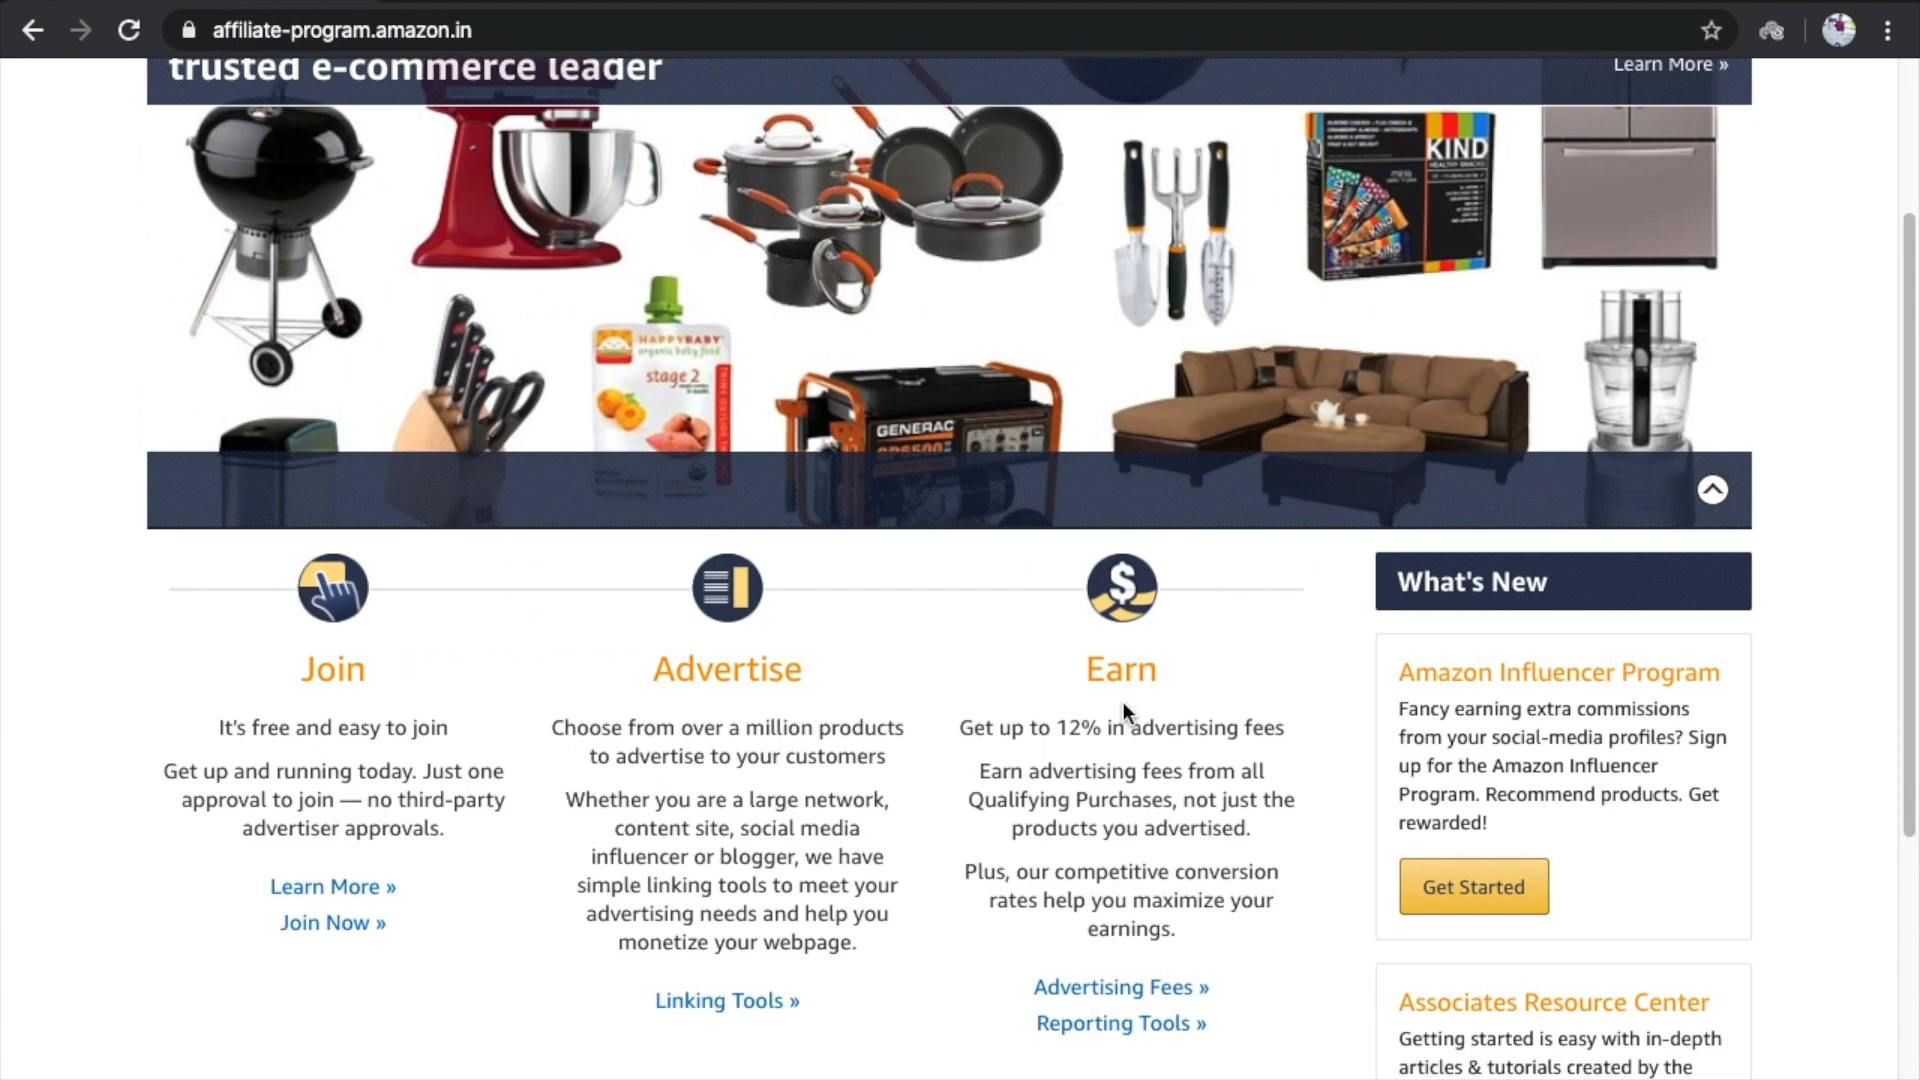 affiliate-program.amazon.in
trusted e-commerce leader
Learn More »
KIND
HEALTHY SNACKS
minis
KIND
HAPPYBABY
organic baby food
stage 2
GENERAC
Join
It's free and easy to join
Get up and running today. Just one
approval to join — no third-party
advertiser approvals.
Learn More »
Join Now »
Advertise
Choose from over a million products
to advertise to your customers
Whether you are a large network,
content site, social media
influencer or blogger, we have
simple linking tools to meet your
advertising needs and help you
monetize your webpage.
Linking Tools »
Earn
Get up to 12% in advertising fees
Earn advertising fees from all
Qualifying Purchases, not just the
products you advertised.
Plus, our competitive conversion
rates help you maximize your
earnings.
Advertising Fees »
Reporting Tools »
What's New
Amazon Influencer Program
Fancy earning extra commissions
from your social-media profiles? Sign
up for the Amazon Influencer
Program. Recommend products. Get
rewarded!
Get Started
Associates Resource Center
Getting started is easy with in-depth
articles & tutorials created by the